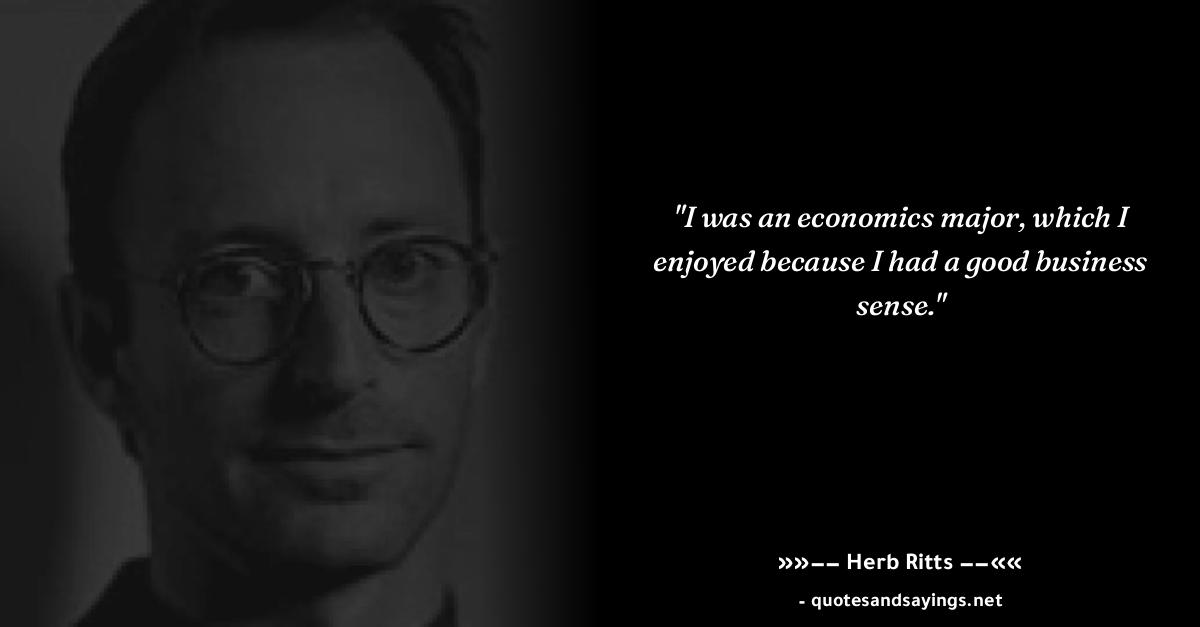 "I was an economics major, which I
enjoyed because I had a good business
sense."
»»−− Herb Ritts −−««
- quotesandsayings.net